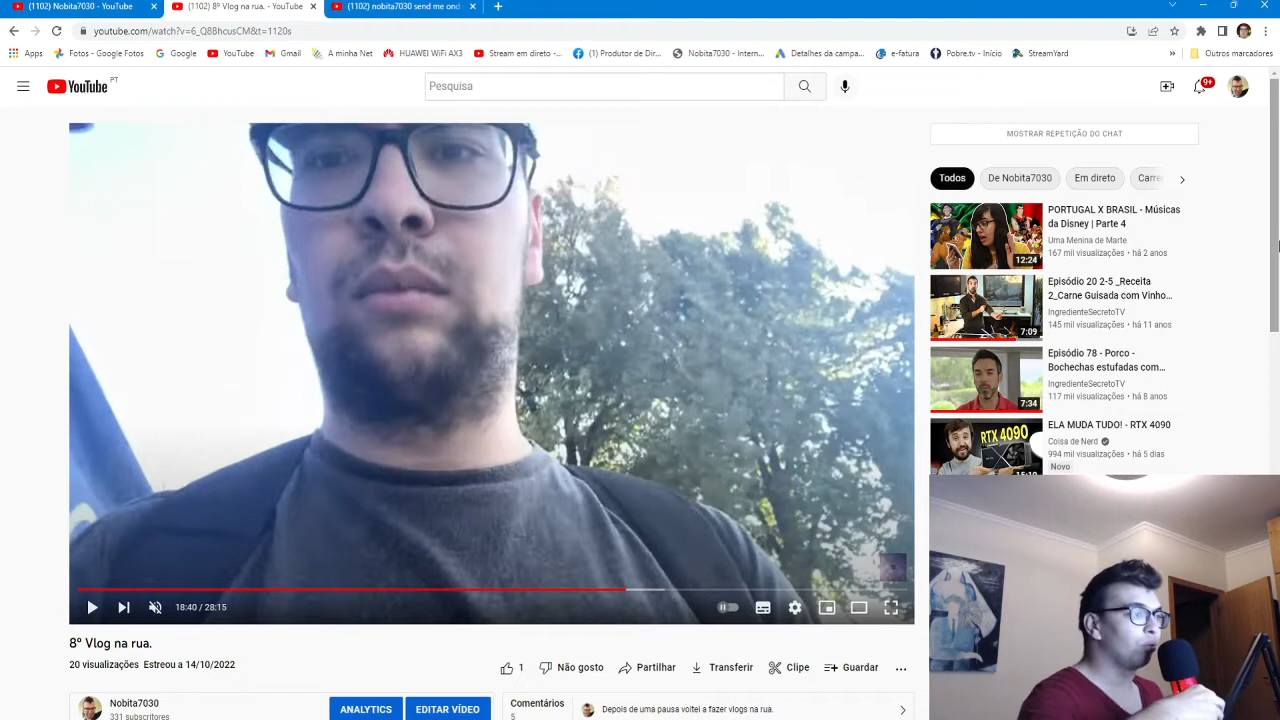 (1102) Nobita7030 - YouTube
(1102) 8º Vlog na rua. - YouTube
(1102) nobita7030 send me ond
youtube.com/watch?v=6_Q8BhcusCM&t=1120s
Apps
Google Fotos - Google Fotos
Google
YouTube
Gmail
A minha Net
HUAWEI WiFi AX3
Stream em direto -...
(1) Produtor de Dir...
Nobita7030 - Intern...
Detalhes da campa...
e-fatura
Pobre.tv - Início
StreamYard
»
Outros marcadores
YouTube PT
Pesquisa
9+
MOSTRAR REPETIÇÃO DO CHAT
Todos
De Nobita7030
Em direto
Carre
PORTUGAL X BRASIL - Músicas
da Disney | Parte 4
Uma Menina de Marte
167 mil visualizações • há 2 anos
12:24
Episódio 20 2-5 _Receita
2_Carne Guisada com Vinho...
IngredienteSecretoTV
145 mil visualizações • há 11 anos
7:09
Episódio 78 - Porco -
Bochechas estufadas com...
IngredienteSecretoTV
117 mil visualizações • há 8 anos
7:34
ELA MUDA TUDO! - RTX 4090
Coisa de Nerd
994 mil visualizações • há 5 dias
Novo
RTX 4090
18:40 / 28:15
8º Vlog na rua.
20 visualizações Estreou a 14/10/2022
1
Não gosto
Partilhar
Transferir
Clipe
Guardar
Nobita7030
331 subscritores
ANALYTICS
EDITAR VÍDEO
Comentários
5
Depois de uma pausa voltei a fazer vlogs na rua.